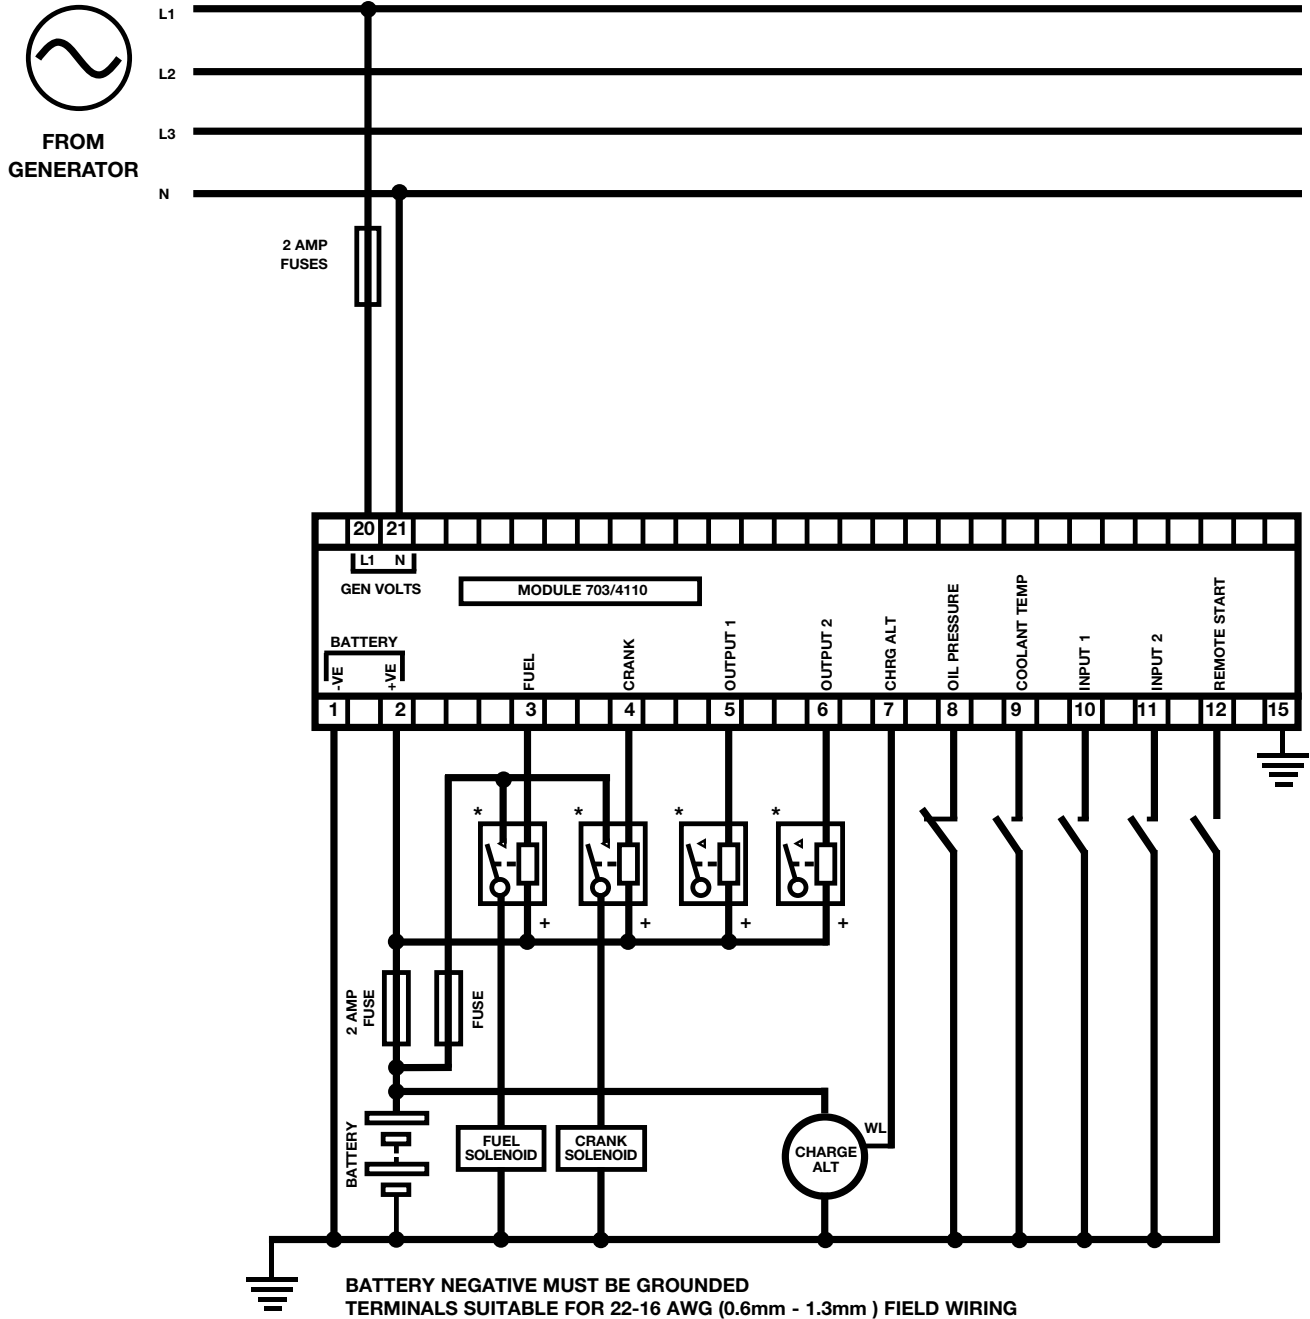 L1
L2
L3
N
FROM
GENERATOR
2 AMP
FUSES
20 21
L1 N
GEN VOLTS
MODULE 703/4110
BATTERY
-VE
+VE
FUEL
CRANK
OUTPUT 1
OUTPUT 2
CHRG ALT
OIL PRESSURE
COOLANT TEMP
INPUT 1
INPUT 2
REMOTE START
1 2 3 4 5 6 7 8 9 10 11 12 15
* * * *
+ + + +
2 AMP
FUSE
FUSE
BATTERY
FUEL
SOLENOID
CRANK
SOLENOID
WL
CHARGE
ALT
BATTERY NEGATIVE MUST BE GROUNDED
TERMINALS SUITABLE FOR 22-16 AWG (0.6mm - 1.3mm ) FIELD WIRING